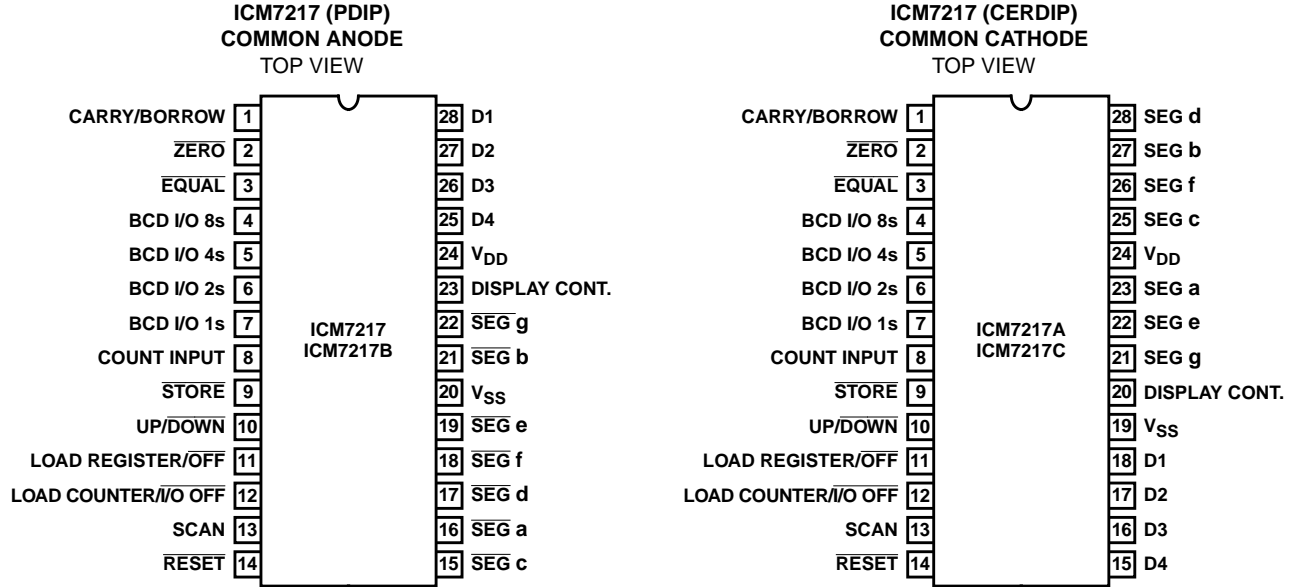 ICM7217 (PDIP)
COMMON ANODE
TOP VIEW
CARRY/BORROW 1
ZERO 2
EQUAL 3
BCD I/O 8s 4
BCD I/O 4s 5
BCD I/O 2s 6
BCD I/O 1s 7
COUNT INPUT 8
STORE 9
UP/DOWN 10
LOAD REGISTER/OFF 11
LOAD COUNTER/I/O OFF 12
SCAN 13
RESET 14
ICM7217
ICM7217B
28 D1
27 D2
26 D3
25 D4
24 VDD
23 DISPLAY CONT.
22 SEG g
21 SEG b
20 VSS
19 SEG e
18 SEG f
17 SEG d
16 SEG a
15 SEG c
ICM7217 (CERDIP)
COMMON CATHODE
TOP VIEW
CARRY/BORROW 1
ZERO 2
EQUAL 3
BCD I/O 8s 4
BCD I/O 4s 5
BCD I/O 2s 6
BCD I/O 1s 7
COUNT INPUT 8
STORE 9
UP/DOWN 10
LOAD REGISTER/OFF 11
LOAD COUNTER/I/O OFF 12
SCAN 13
RESET 14
ICM7217A
ICM7217C
28 SEG d
27 SEG b
26 SEG f
25 SEG c
24 VDD
23 SEG a
22 SEG e
21 SEG g
20 DISPLAY CONT.
19 VSS
18 D1
17 D2
16 D3
15 D4